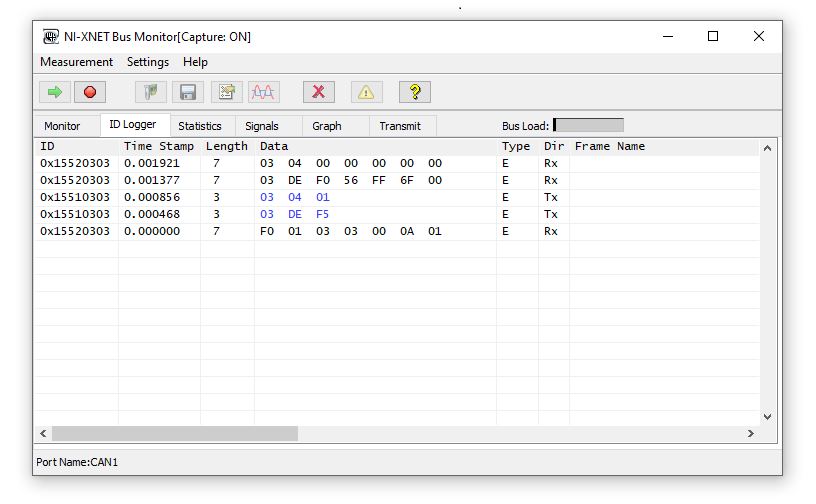 NI-XNET Bus Monitor[Capture: ON]
Measurement Settings Help
Monitor ID Logger Statistics Signals Graph Transmit Bus Load:
ID Time Stamp Length Data Type Dir Frame Name
0x15520303 0.001921 7 03 04 00 00 00 00 00 E Rx
0x15520303 0.001377 7 03 DE F0 56 FF 6F 00 E Rx
0x15510303 0.000856 3 03 04 01 E Tx
0x15510303 0.000468 3 03 DE F5 E Tx
0x15520303 0.000000 7 F0 01 03 03 00 0A 01 E Rx
Port Name:CAN1